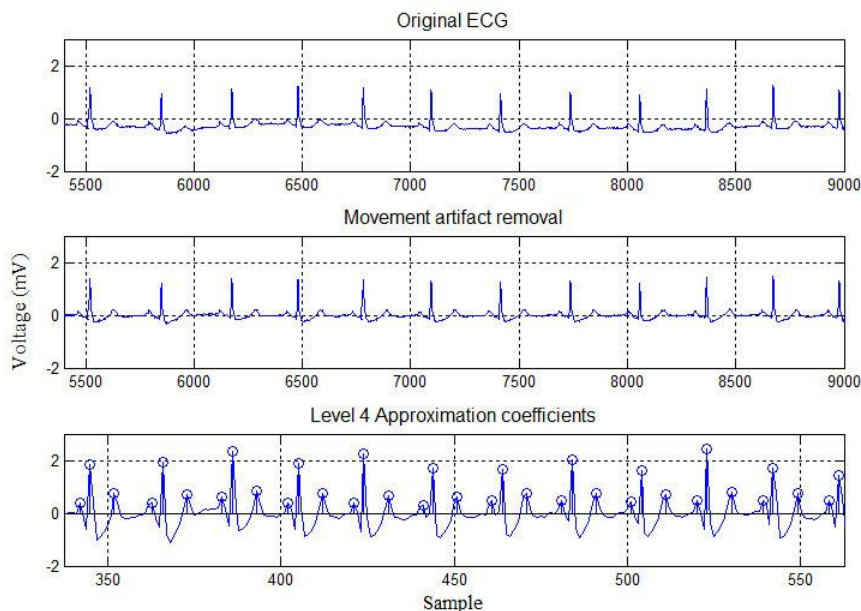 Original ECG
2
0
-2
5500 6000 6500 7000 7500 8000 8500 9000
Movement artifact removal
2
0
-2
5500 6000 6500 7000 7500 8000 8500 9000
Voltage (mV)
Level 4 Approximation coefficients
2
0
-2
350 400 450 500 550
Sample